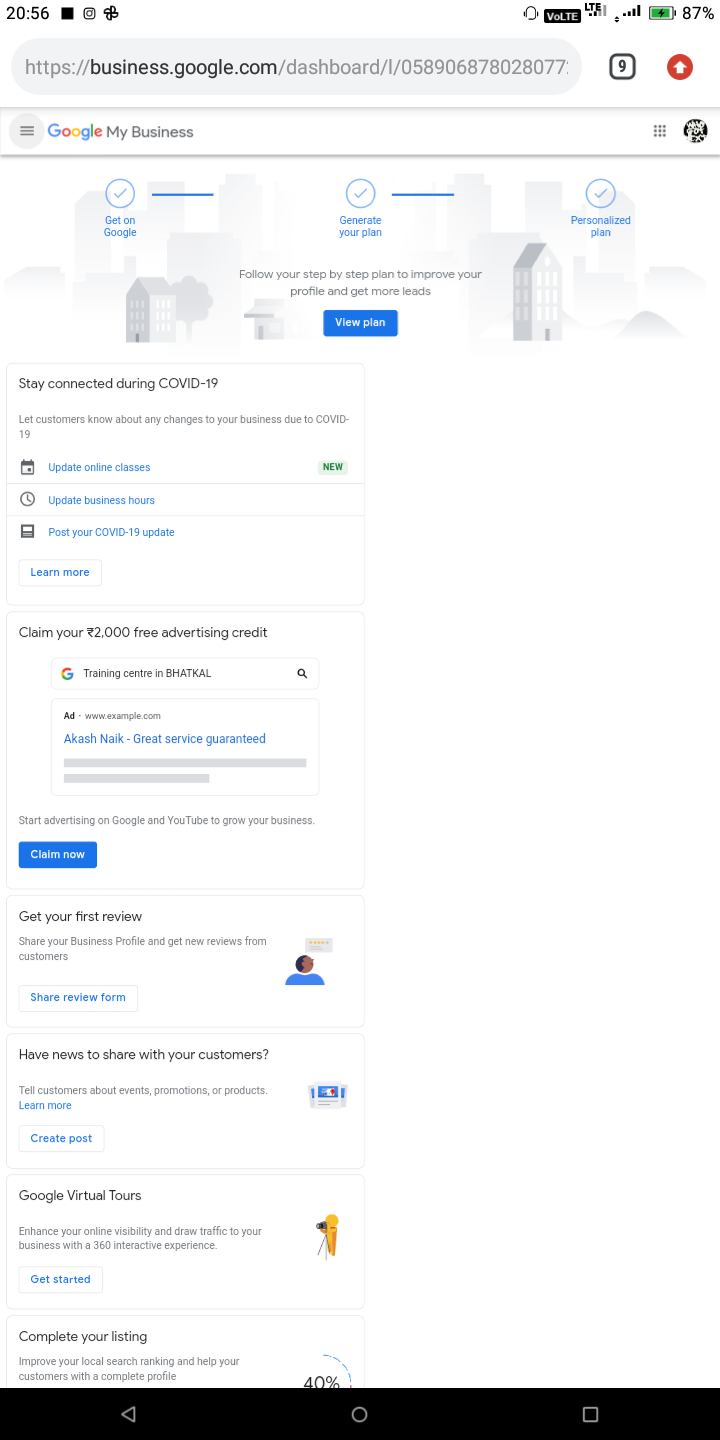 20:56
VoLTE LTE 87%
https://business.google.com/dashboard/l/058906878028077
9
Google My Business
Get on
Google
Generate
your plan
Personalized
plan
Follow your step by step plan to improve your
profile and get more leads
View plan
Stay connected during COVID-19
Let customers know about any changes to your business due to COVID-
19
Update online classes NEW
Update business hours
Post your COVID-19 update
Learn more
Claim your ₹2,000 free advertising credit
Training centre in BHATKAL
Ad · www.example.com
Akash Naik - Great service guaranteed
Start advertising on Google and YouTube to grow your business.
Claim now
Get your first review
Share your Business Profile and get new reviews from
customers
Share review form
Have news to share with your customers?
Tell customers about events, promotions, or products.
Learn more
Create post
Google Virtual Tours
Enhance your online visibility and draw traffic to your
business with a 360 interactive experience.
Get started
Complete your listing
Improve your local search ranking and help your
customers with a complete profile
40%